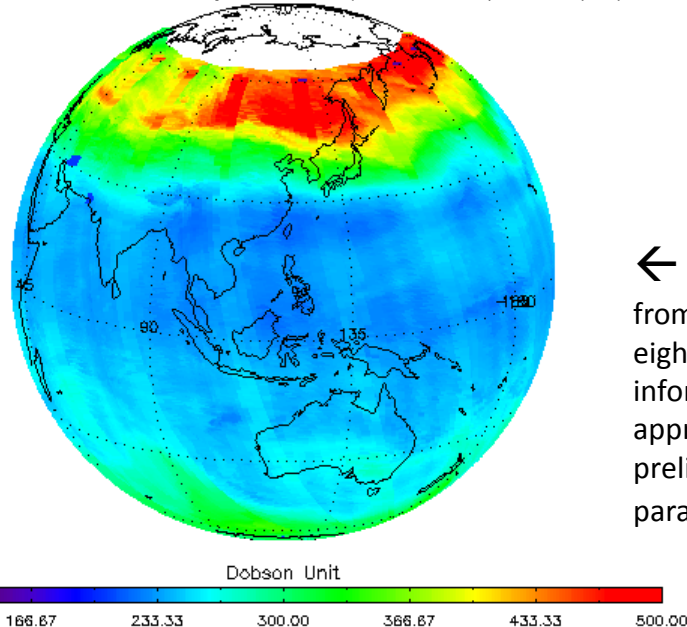 90
45
90
135
←
from
eigh
infor
appr
preli
para
Dobson Unit
166.67 233.33 300.00 366.67 433.33 500.00